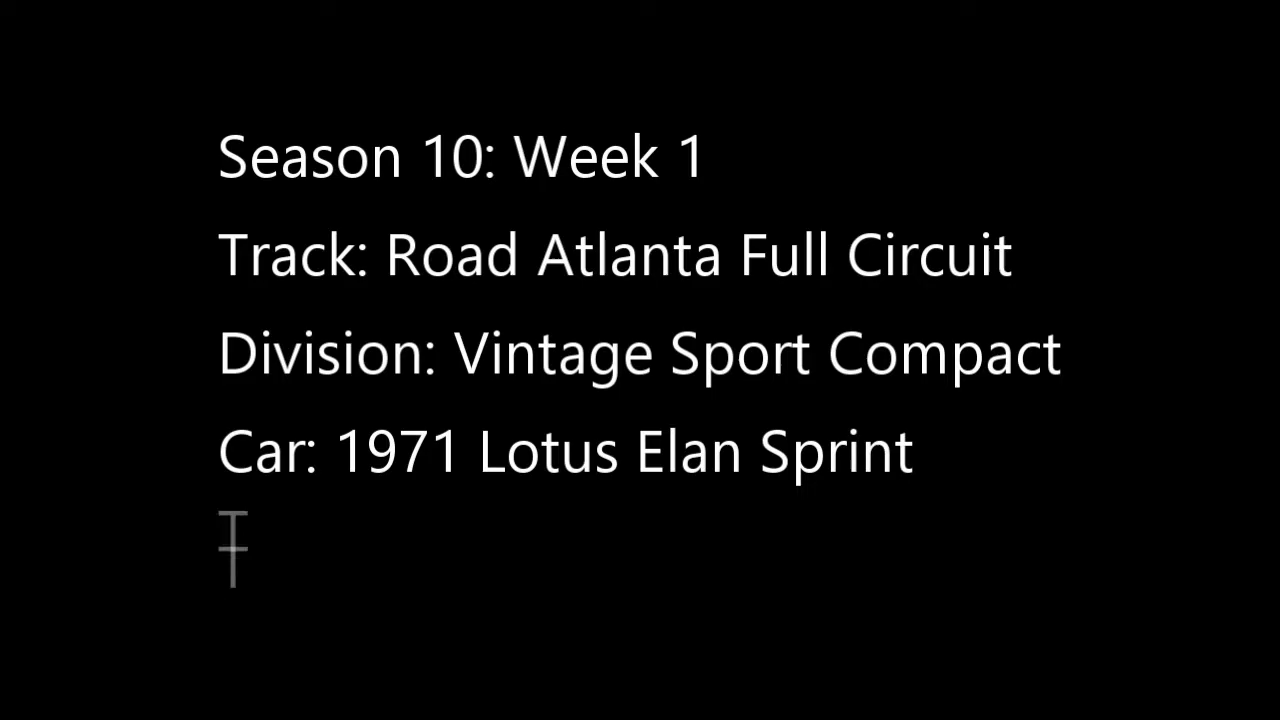 Season 10: Week 1
Track: Road Atlanta Full Circuit
Division: Vintage Sport Compact
Car: 1971 Lotus Elan Sprint
T